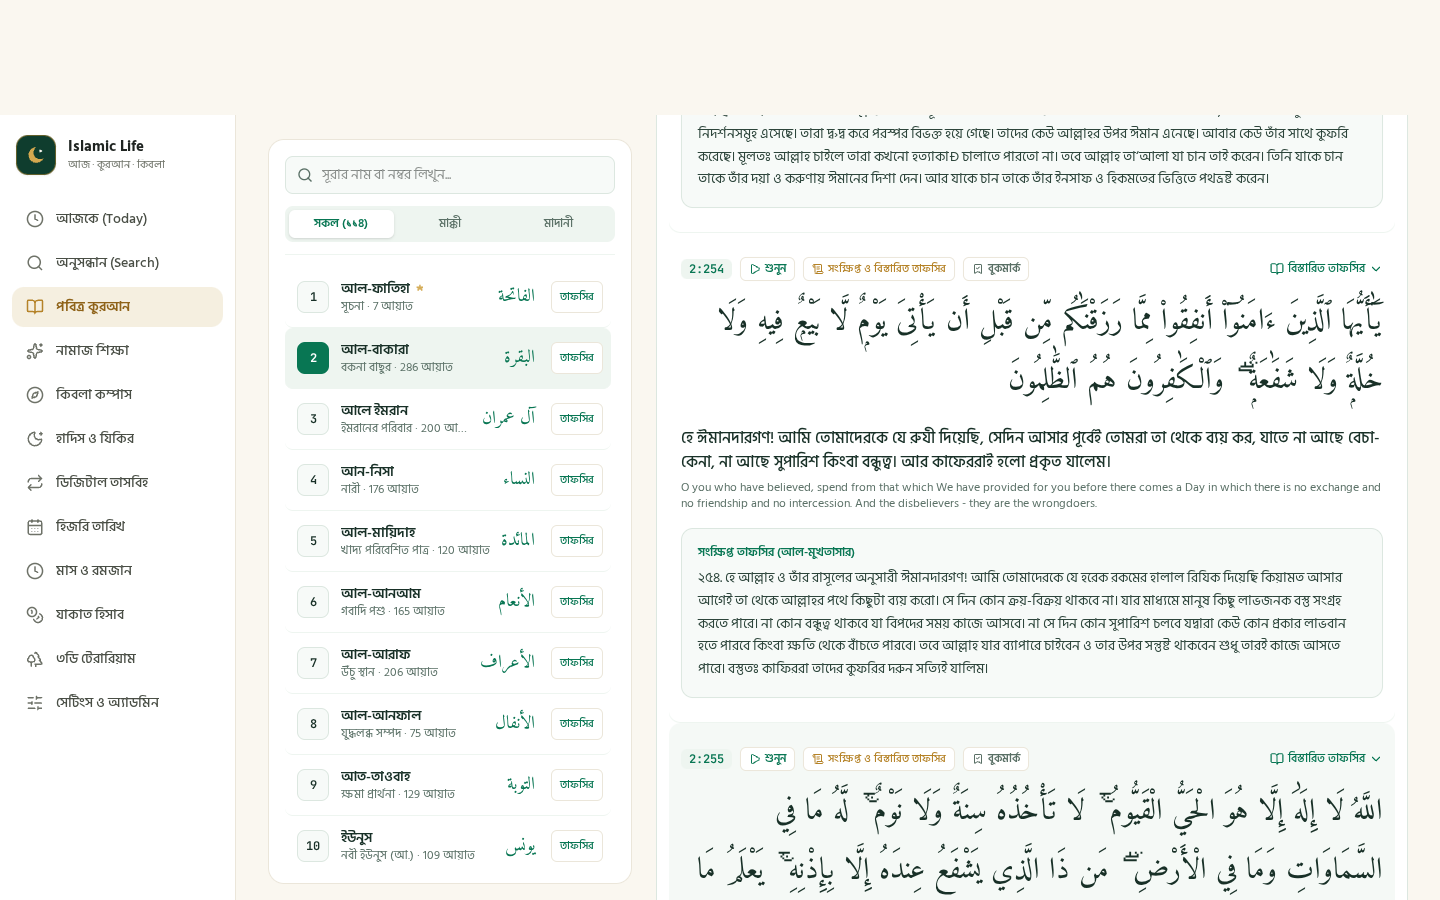 Islamic Life
আজ · কুরআন · কিবলা
আজকে (Today)
অনুসন্ধান (Search)
পবিত্র কুরআন
নামাজ শিক্ষা
কিবলা কম্পাস
হাদিস ও যিকির
ডিজিটাল তাসবিহ
হিজরি তারিখ
মাস ও রমজান
যাকাত হিসাব
৩ডি টেরারিয়াম
সেটিংস ও অ্যাডমিন
সূরার নাম বা নম্বর লিখুন...
সকল (১১৪) মাক্কী মাদানী
1 আল-ফাতিহা * الفاتحة তাফসির
সূচনা · 7 আয়াত
2 আল-বাকারা البقرة তাফসির
বকনা বাছুর · 286 আয়াত
3 আলে ইমরান آل عمران তাফসির
ইমরানের পরিবার · 200 আ...
4 আন-নিসা النساء তাফসির
নারী · 176 আয়াত
5 আল-মায়িদাহ المائدة তাফসির
খাদ্য পরিবেশিত পাত্র · 120 আয়াত
6 আল-আনআম الأنعام তাফসির
গবাদি পশু · 165 আয়াত
7 আল-আরাফ الأعراف তাফসির
উঁচু স্থান · 206 আয়াত
8 আল-আনফাল الأنفال তাফসির
যুদ্ধলব্ধ সম্পদ · 75 আয়াত
9 আত-তাওবাহ التوبة তাফসির
ক্ষমা প্রার্থনা · 129 আয়াত
10 ইউনুস يونس তাফসির
নবী ইউনুস (আ.) · 109 আয়াত
নিদর্শনসমূহ এসেছে। তারা দ্ব›দ্ব করে পরস্পর বিভক্ত হয়ে গেছে। তাদের কেউ আল্লাহর উপর ঈমান এনেছে। আবার কেউ তাঁর সাথে কুফরি
করেছে। মূলতঃ আল্লাহ চাইলে তারা কখনো হত্যাকাÐ চালাতে পারতো না। তবে আল্লাহ তা’আলা যা চান তাই করেন। তিনি যাকে চান
তাকে তাঁর দয়া ও করুণায় ঈমানের দিশা দেন। আর যাকে চান তাকে তাঁর ইনসাফ ও হিকমতের ভিত্তিতে পথভ্রষ্ট করেন।
2:254 শুনুন সংক্ষিপ্ত ও বিস্তারিত তাফসির বুকমার্ক বিস্তারিত তাফসির
يَٰٓأَيُّهَا ٱلَّذِينَ ءَامَنُوٓاْ أَنفِقُواْ مِمَّا رَزَقۡنَٰكُم مِّن قَبۡلِ أَن يَأۡتِيَ يَوۡمٞ لَّا بَيۡعٞ فِيهِ وَلَا
خُلَّةٞ وَلَا شَفَٰعَةٞۗ وَٱلۡكَٰفِرُونَ هُمُ ٱلظَّٰلِمُونَ
হে ঈমানদারগণ! আমি তোমাদেরকে যে রুযী দিয়েছি, সেদিন আসার পূর্বেই তোমরা তা থেকে ব্যয় কর, যাতে না আছে বেচা-
কেনা, না আছে সুপারিশ কিংবা বন্ধুত্ব। আর কাফেররাই হলো প্রকৃত যালেম।
O you who have believed, spend from that which We have provided for you before there comes a Day in which there is no exchange and
no friendship and no intercession. And the disbelievers - they are the wrongdoers.
সংক্ষিপ্ত তাফসির (আল-মুখতাসার)
২৫৪. হে আল্লাহ ও তাঁর রাসূলের অনুসারী ঈমানদারগণ! আমি তোমাদেরকে যে হরেক রকমের হালাল রিযিক দিয়েছি কিয়ামত আসার
আগেই তা থেকে আল্লাহর পথে কিছুটা ব্যয় করো। সে দিন কোন ক্রয়-বিক্রয় থাকবে না। যার মাধ্যমে মানুষ কিছু লাভজনক বস্তু সংগ্রহ
করতে পারে। না কোন বন্ধুত্ব থাকবে যা বিপদের সময় কাজে আসবে। না সে দিন কোন সুপারিশ চলবে যদ্বারা কেউ কোন প্রকার লাভবান
হতে পারবে কিংবা ক্ষতি থেকে বাঁচতে পারবে। তবে আল্লাহ যার ব্যাপারে চাইবেন ও তার উপর সন্তুষ্ট থাকবেন শুধু তারই কাজে আসতে
পারে। বস্তুতঃ কাফিররা তাদের কুফরির দরুন সত্যিই যালিম।
2:255 শুনুন সংক্ষিপ্ত ও বিস্তারিত তাফসির বুকমার্ক বিস্তারিত তাফসির
اللَّهُ لَا إِلَٰهَ إِلَّا هُوَ الْحَيُّ الْقَيُّومُ ۚ لَا تَأْخُذُهُ سِنَةٌ وَلَا نَوْمٌ ۚ لَّهُ مَا فِي
السَّمَاوَاتِ وَمَا فِي الْأَرْضِ ۗ مَن ذَا الَّذِي يَشْفَعُ عِندَهُ إِلَّا بِإِذْنِهِ ۚ يَعْلَمُ مَا